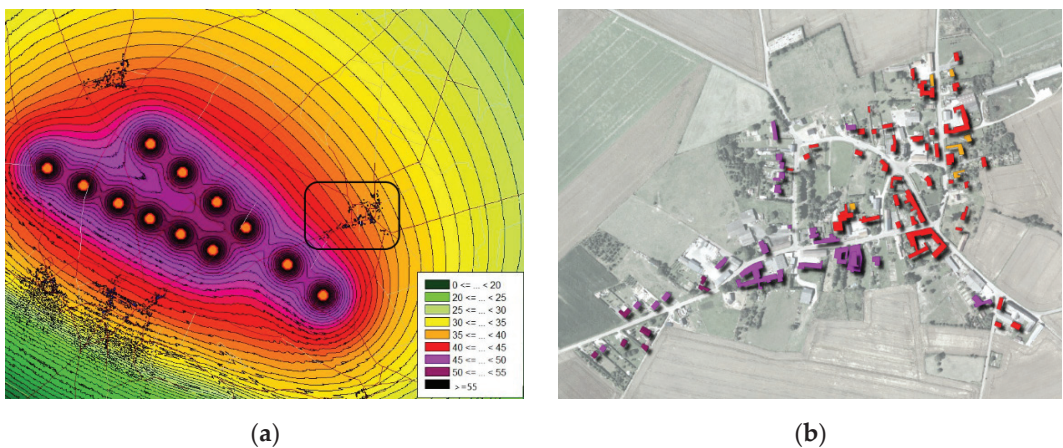 0 <= ... < 20
20 <= ... < 25
25 <= ... < 30
30 <= ... < 35
35 <= ... < 40
40 <= ... < 45
45 <= ... < 50
50 <= ... < 55
>=55
(a)
(b)